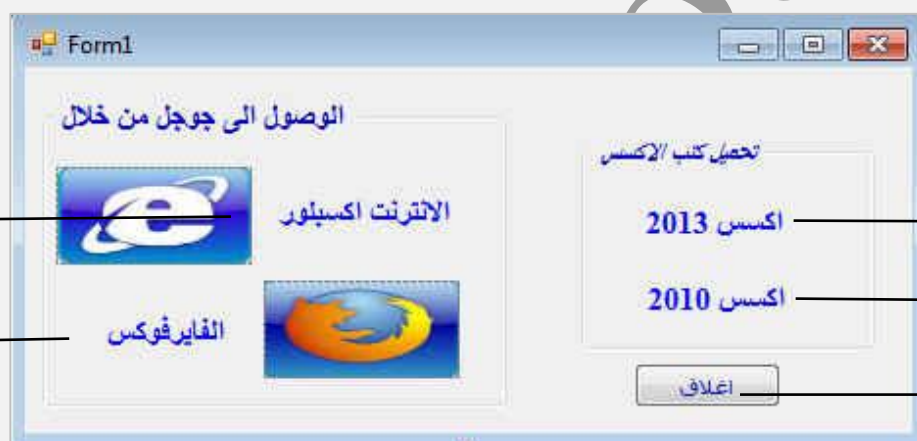 Form1
الوصول الى جوجل من خلال
الانترنت اكسبلور
الفايرفوكس
تحميل كتب الاكسس
اكسس 2013
اكسس 2010
اغلاق